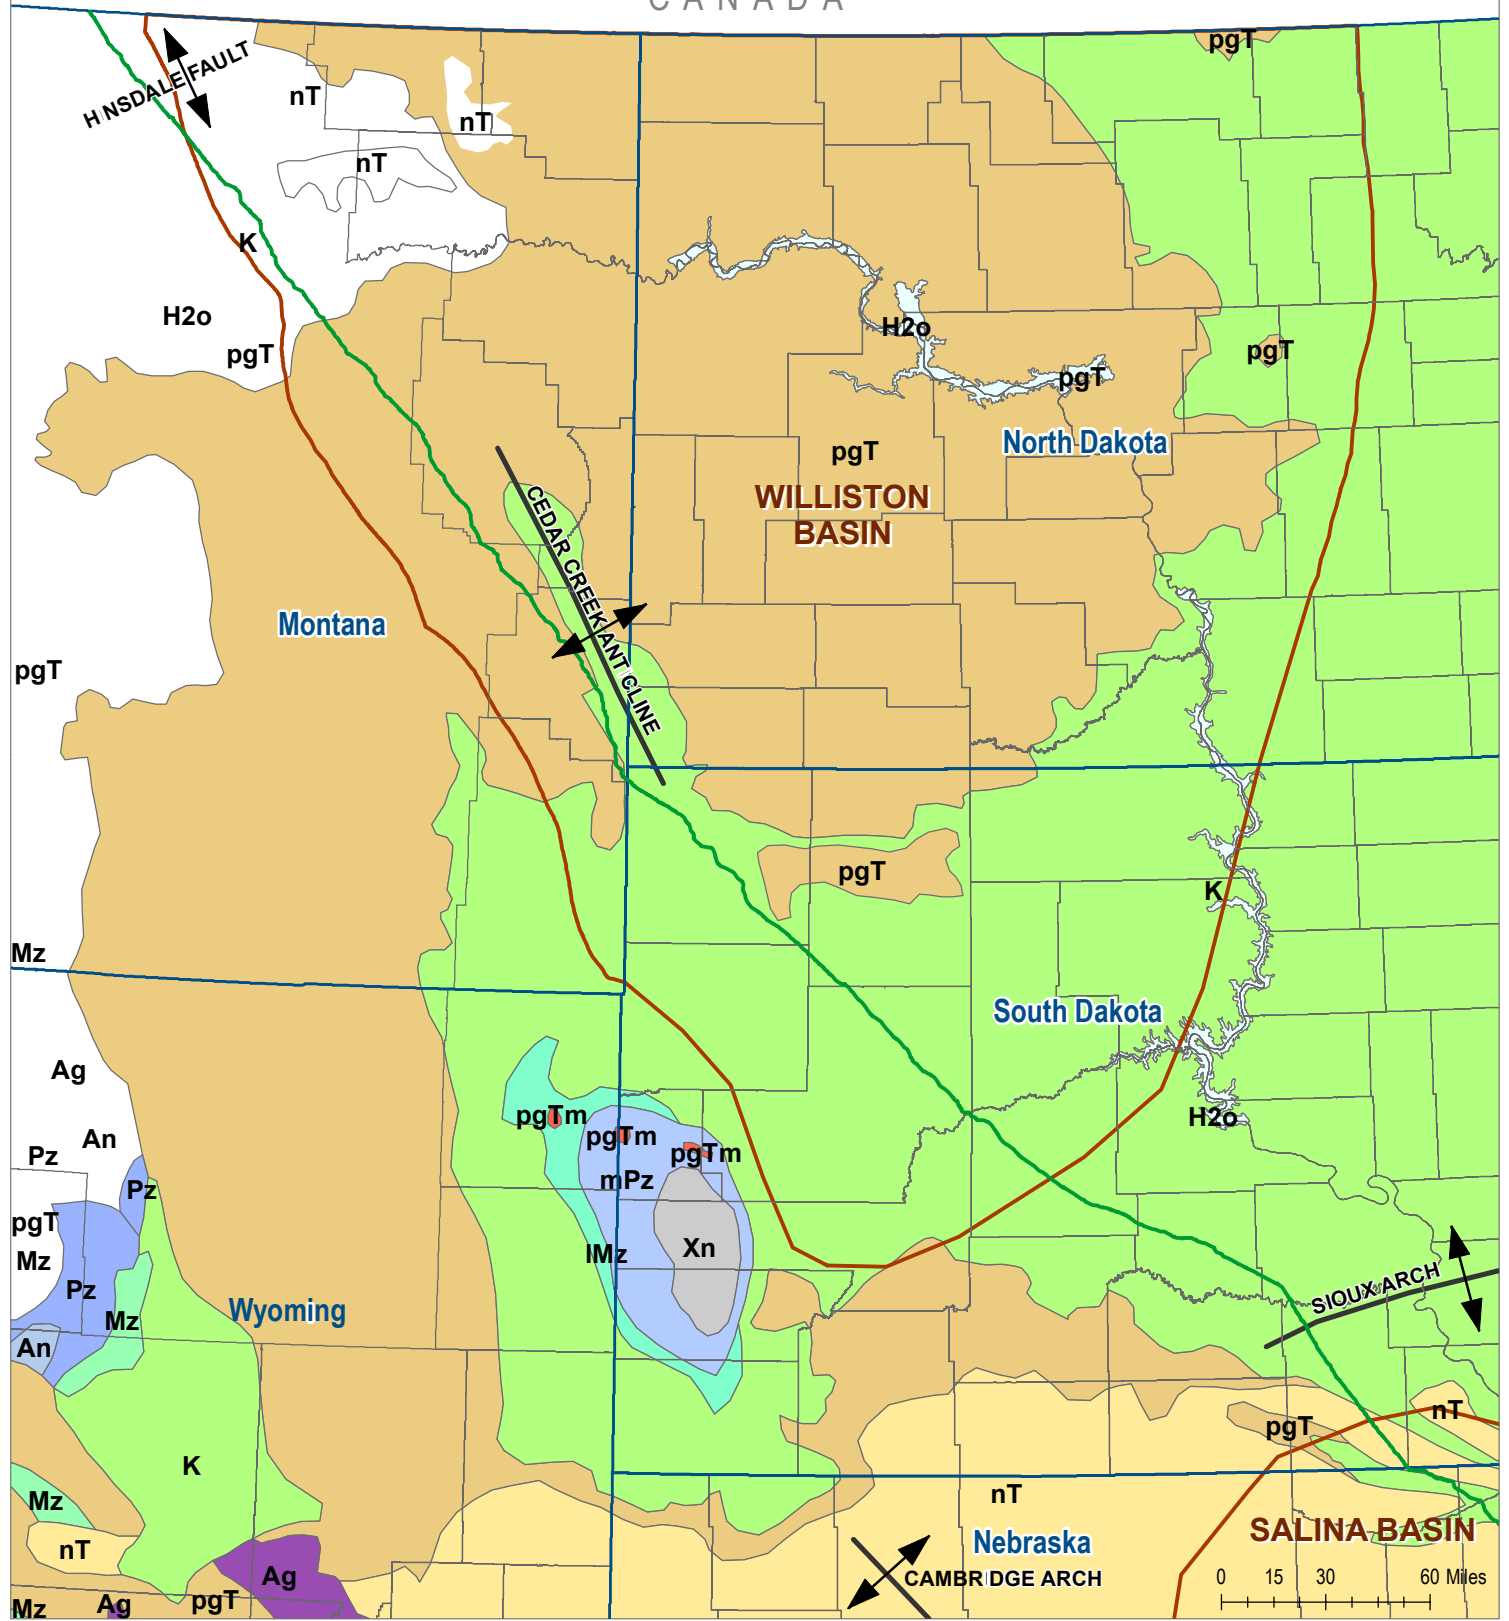 CANADA
pgT
HINSDALE FAULT
nT
nT
nT
K
H2o
H2o
pgT
pgT
pgT
North Dakota
pgT
WILLISTON
BASIN
CEDAR CREEK ANTICLINE
Montana
pgT
pgT
K
Mz
South Dakota
Ag
pgTm
H2o
pgTm
An
pgTm
Pz
mPz
Pz
pgT
Xn
lMz
Mz
Pz
SIOUX ARCH
Wyoming
Mz
An
nT
pgT
K
nT
Mz
SALINA BASIN
Nebraska
nT
Ag
CAMBRIDGE ARCH
0 15 30 60 Miles
pgT
Ag
Mz